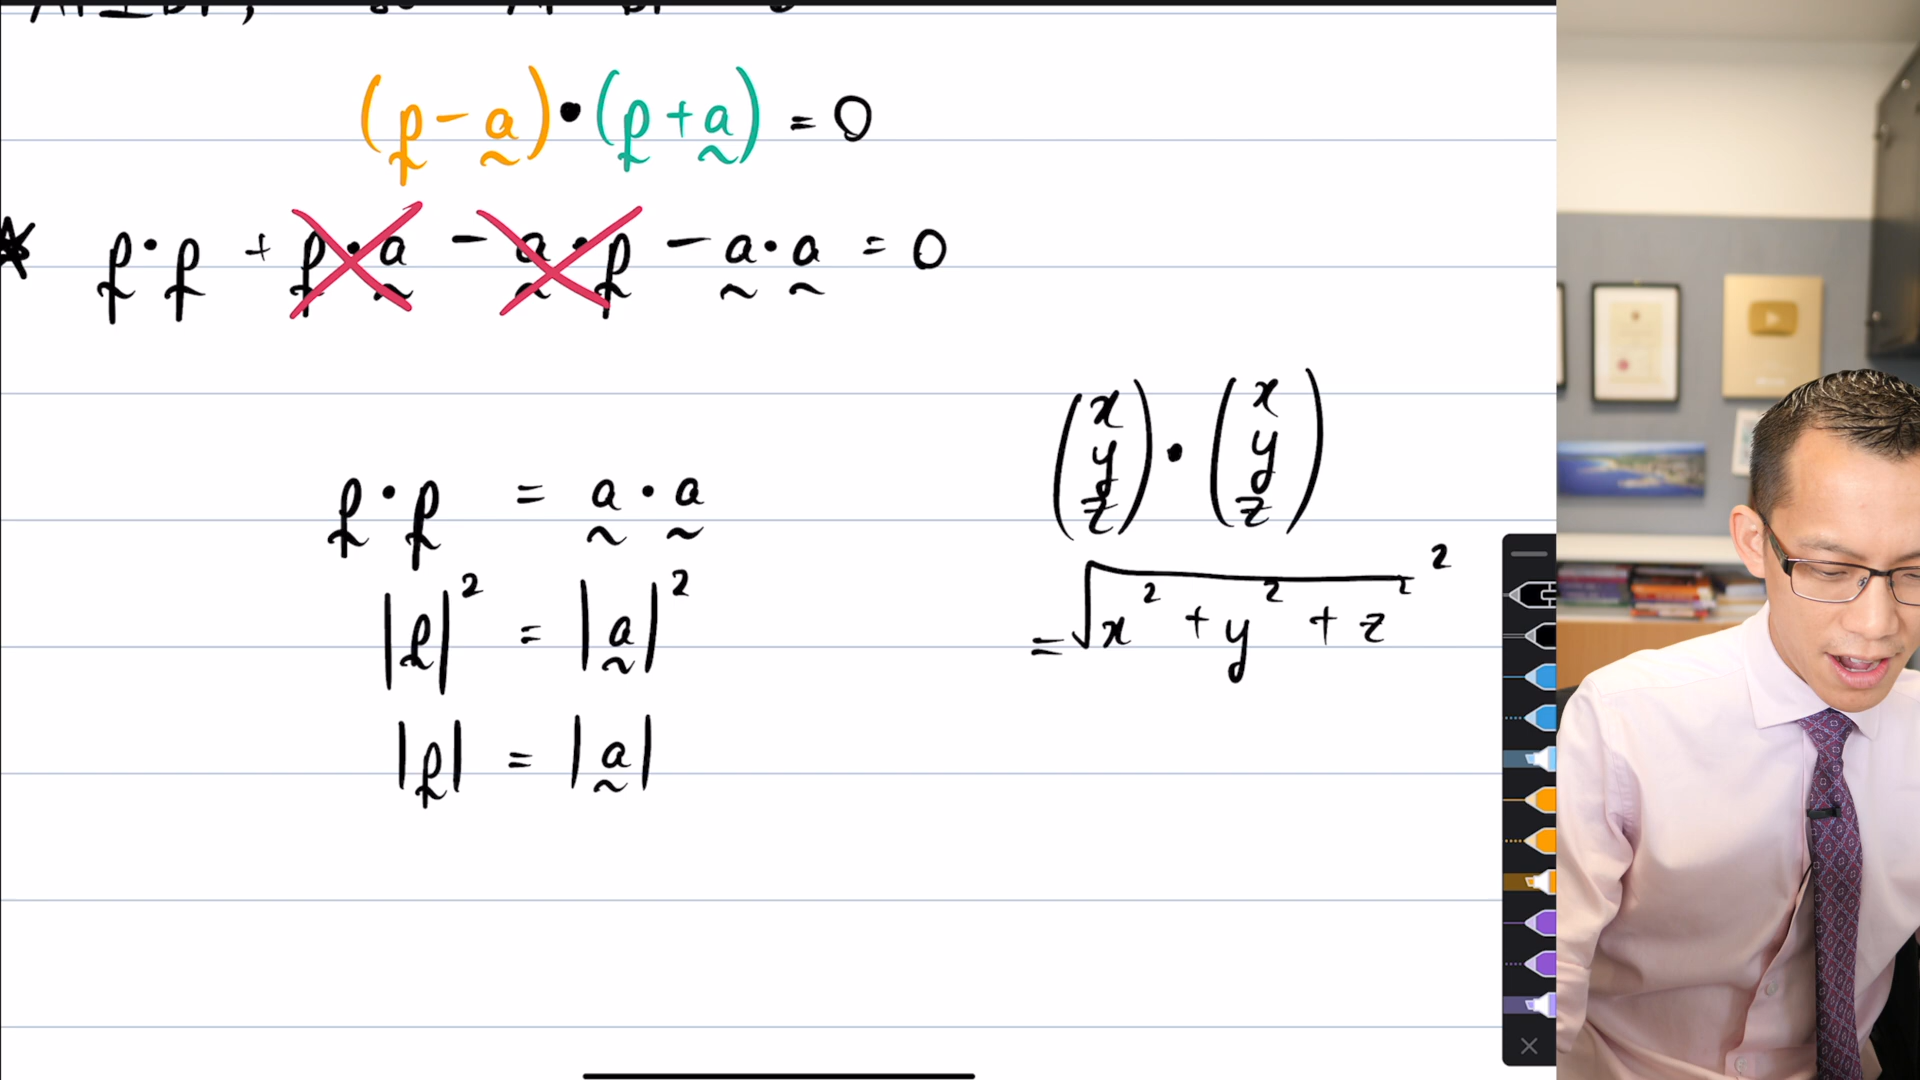 (p - a) • (p + a) = 0
p • p + p • a - a • p - a • a = 0
p • p = a • a
|p|² = |a|²
|p| = |a|
(x y z) • (x y z)
= √x² + y² + z² ²